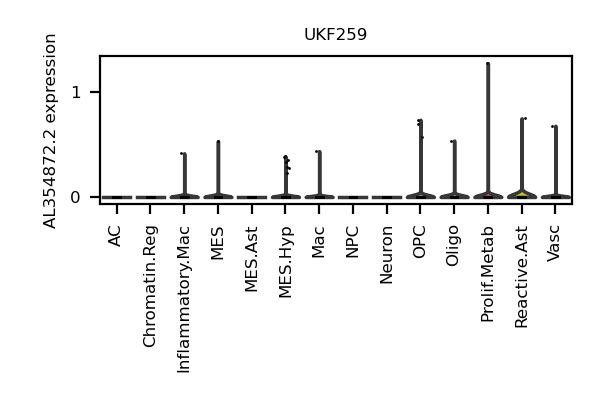 UKF259
AL354872.2 expression
1
0
AC
Chromatin.Reg
Inflammatory.Mac
MES
MES.Ast
MES.Hyp
Mac
NPC
Neuron
OPC
Oligo
Prolif.Metab
Reactive.Ast
Vasc